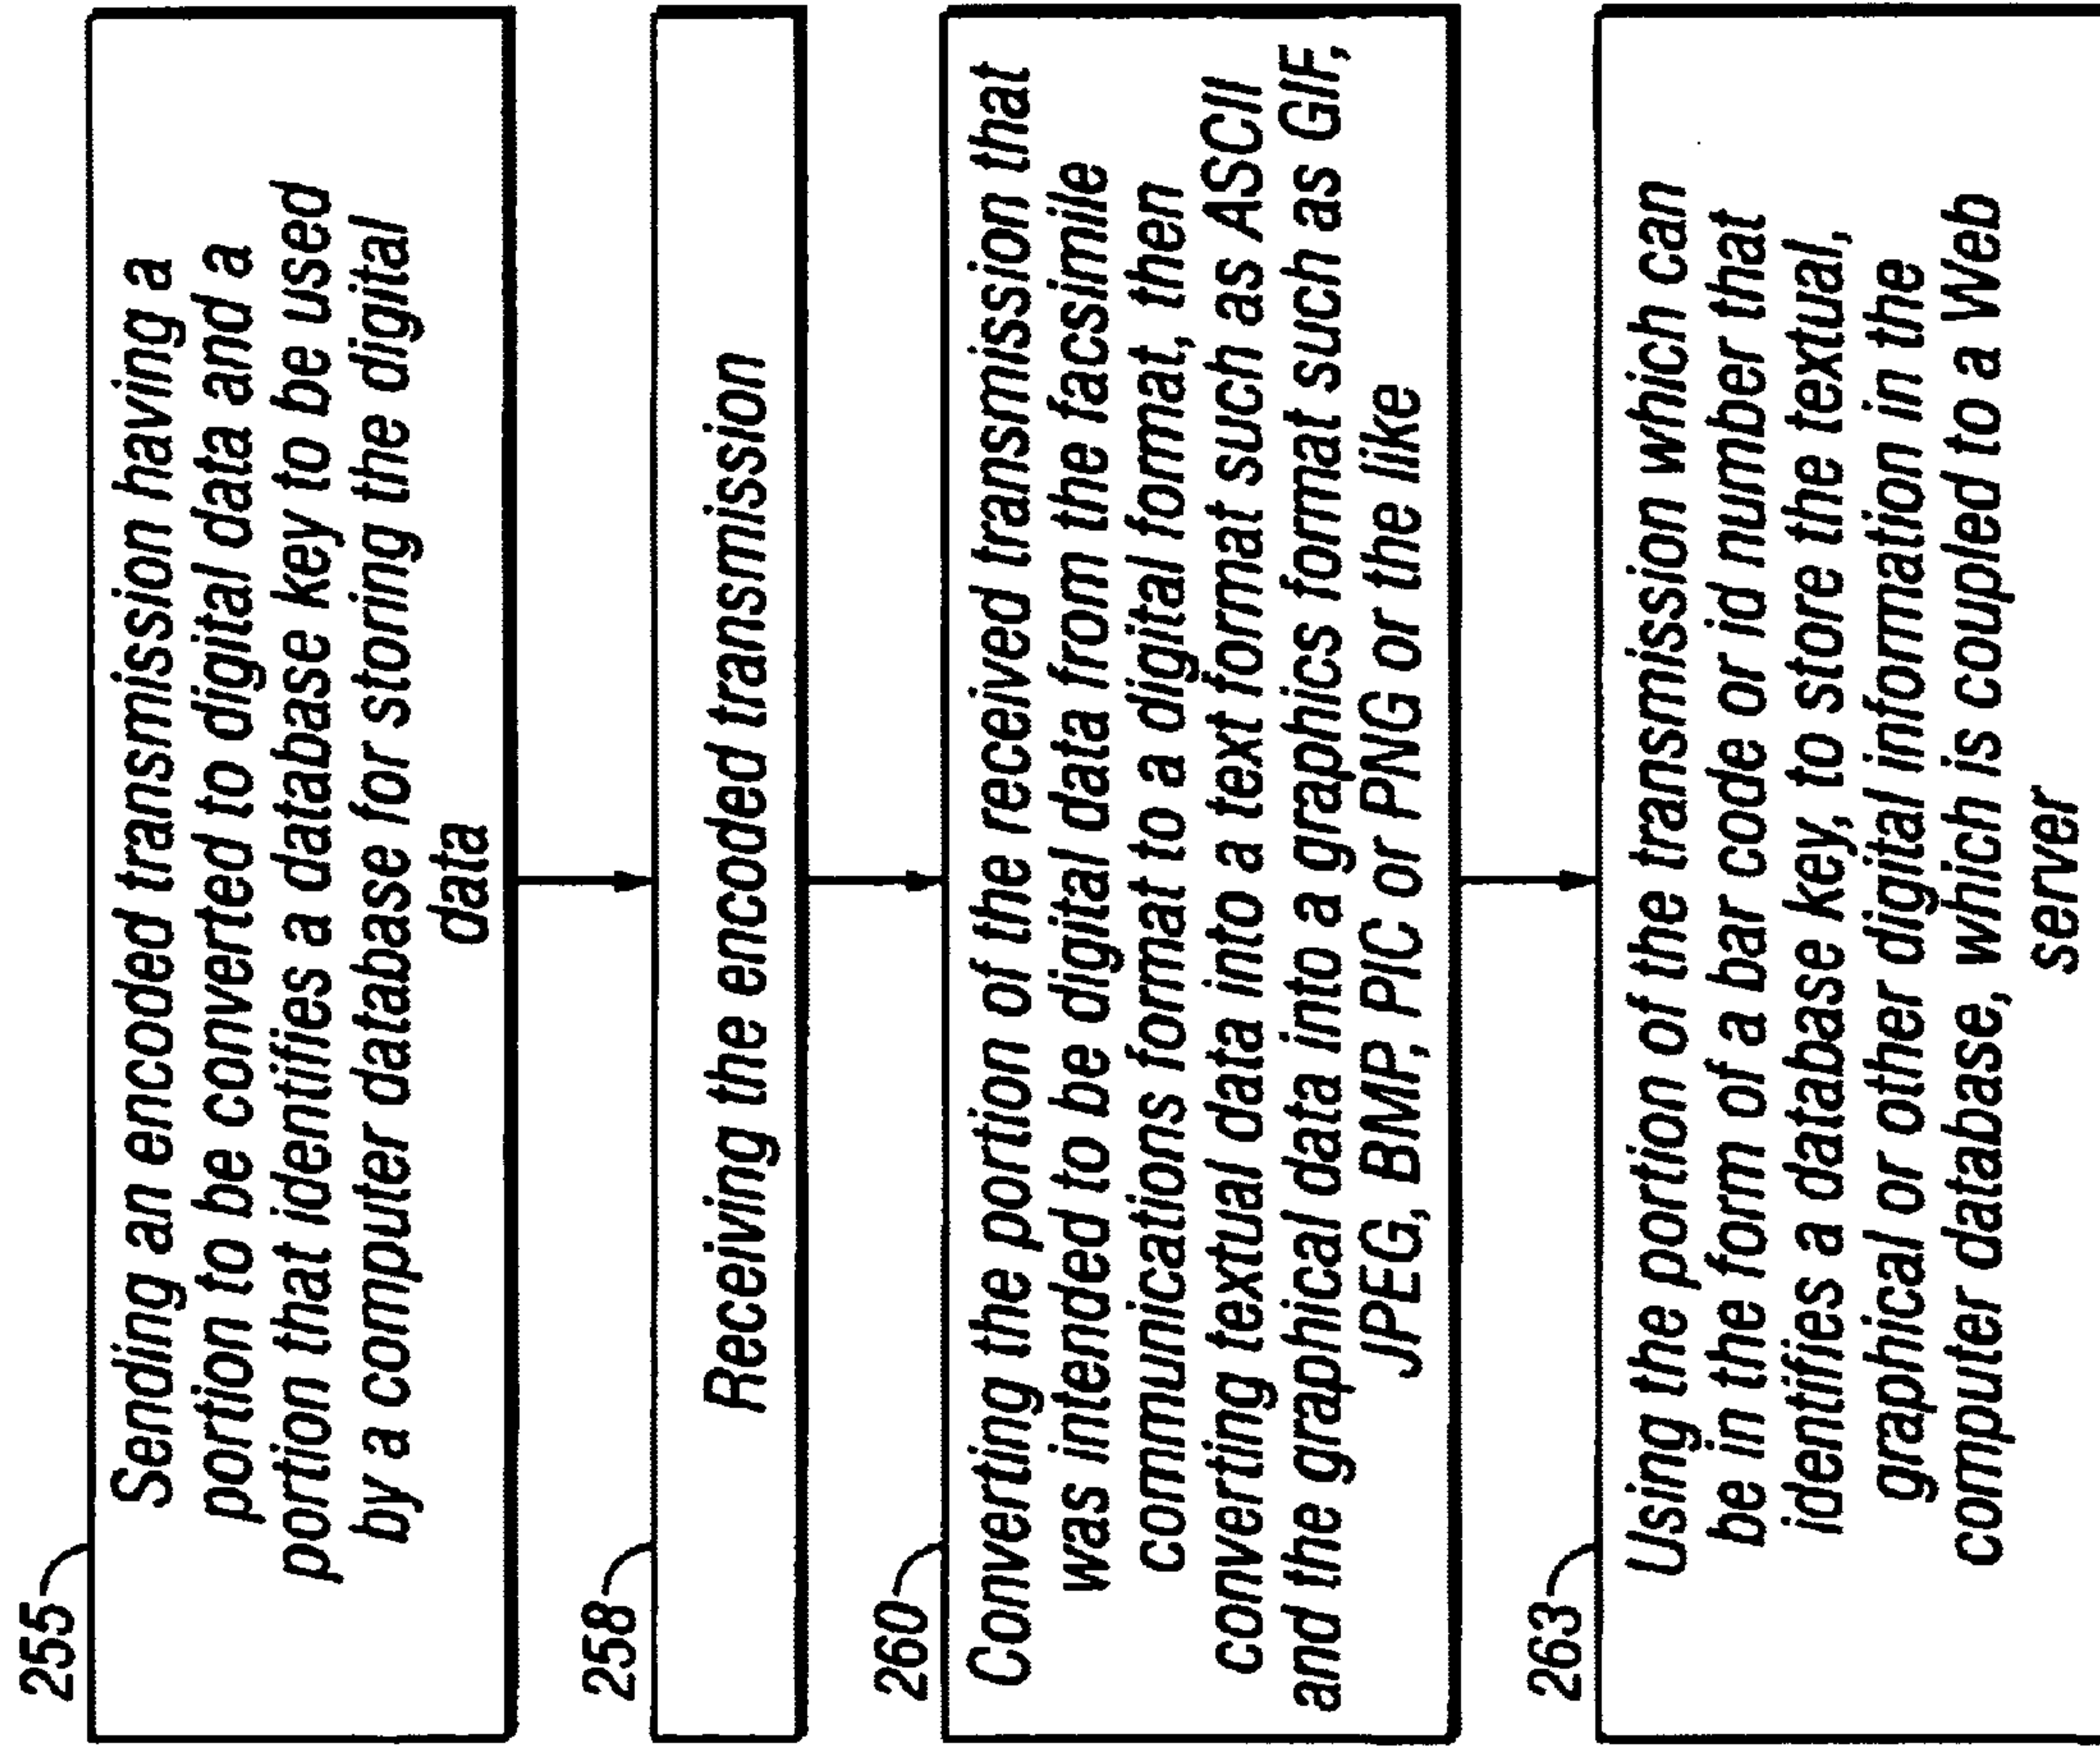 255
Sending an encoded transmission having a
portion to be converted to digital data and a
portion that identifies a database key to be used
by a computer database for storing the digital
data
258
Receiving the encoded transmission
260
Converting the portion of the received transmission that
was intended to be digital data from the facsimile
communications format to a digital format, then
converting textual data into a text format such as ASCII
and the graphical data into a graphics format such as GIF,
JPEG, BMP, PIC or PNG or the like
263
Using the portion of the transmission which can
be in the form of a bar code or id number that
identifies a database key, to store the textual,
graphical or other digital information in the
computer database, which is coupled to a Web
server